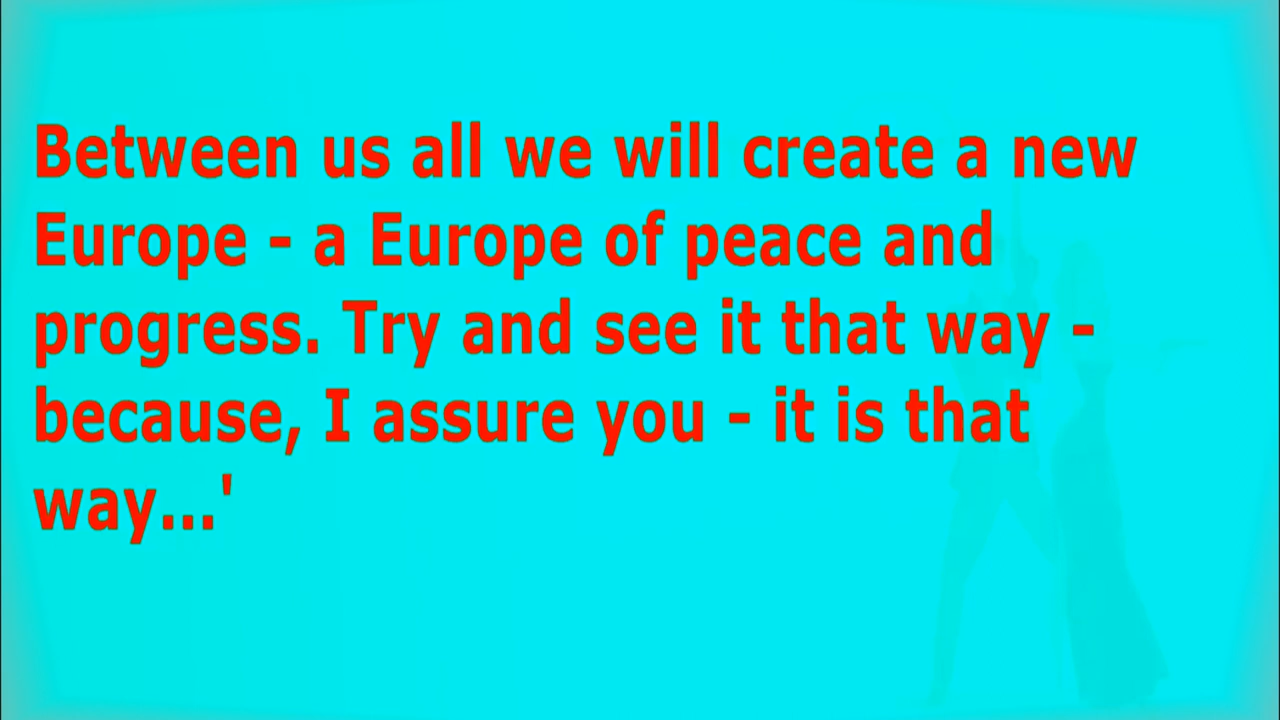 Between us all we will create a new
Europe - a Europe of peace and
progress. Try and see it that way -
because, I assure you - it is that
way...'